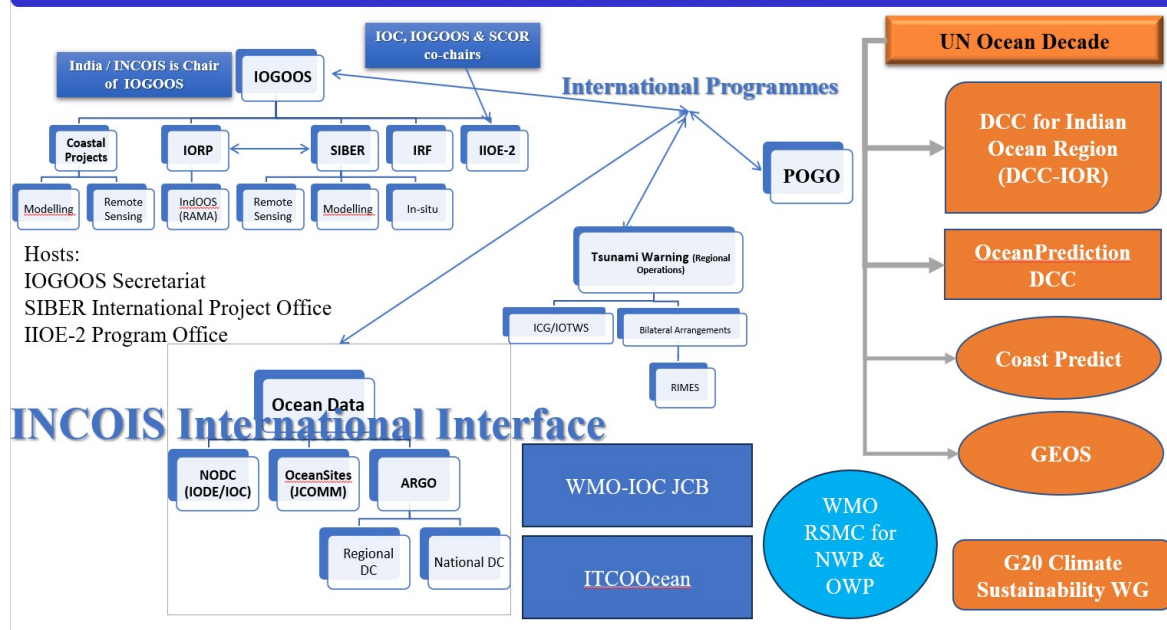 IOC, IOGOOS & SCOR
co-chairs
India / INCOIS is Chair
of IOGOOS
IOGOOS
International Programmes
UN Ocean Decade
Coastal
Projects
IORP
SIBER
IRF
IIOE-2
POGO
DCC for Indian
Ocean Region
(DCC-IOR)
Modelling
Remote
Sensing
IndOOS
(RAMA)
Remote
Sensing
Modelling
In-situ
Hosts:
IOGOOS Secretariat
SIBER International Project Office
IIOE-2 Program Office
Tsunami Warning (Regional
Operations)
OceanPrediction
DCC
ICG/IOTWS
Bilateral Arrangements
RIMES
Coast Predict
Ocean Data
INCOIS International Interface
GEOS
NODC
(IODE/IOC)
OceanSites
(JCOMM)
ARGO
Regional
DC
National DC
WMO-IOC JCB
ITCOOcean
WMO
RSMC for
NWP &
OWP
G20 Climate
Sustainability WG